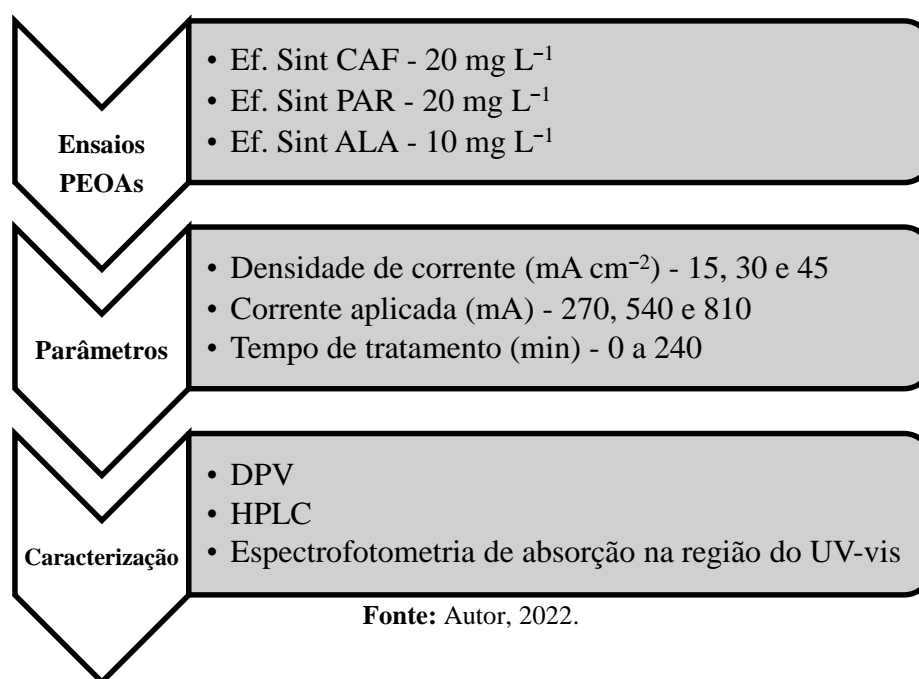 Ensaios
PEOAs
• Ef. Sint CAF - 20 mg L⁻¹
• Ef. Sint PAR - 20 mg L⁻¹
• Ef. Sint ALA - 10 mg L⁻¹
Parâmetros
• Densidade de corrente (mA cm⁻²) - 15, 30 e 45
• Corrente aplicada (mA) - 270, 540 e 810
• Tempo de tratamento (min) - 0 a 240
Caracterização
• DPV
• HPLC
• Espectrofotometria de absorção na região do UV-vis
Fonte: Autor, 2022.